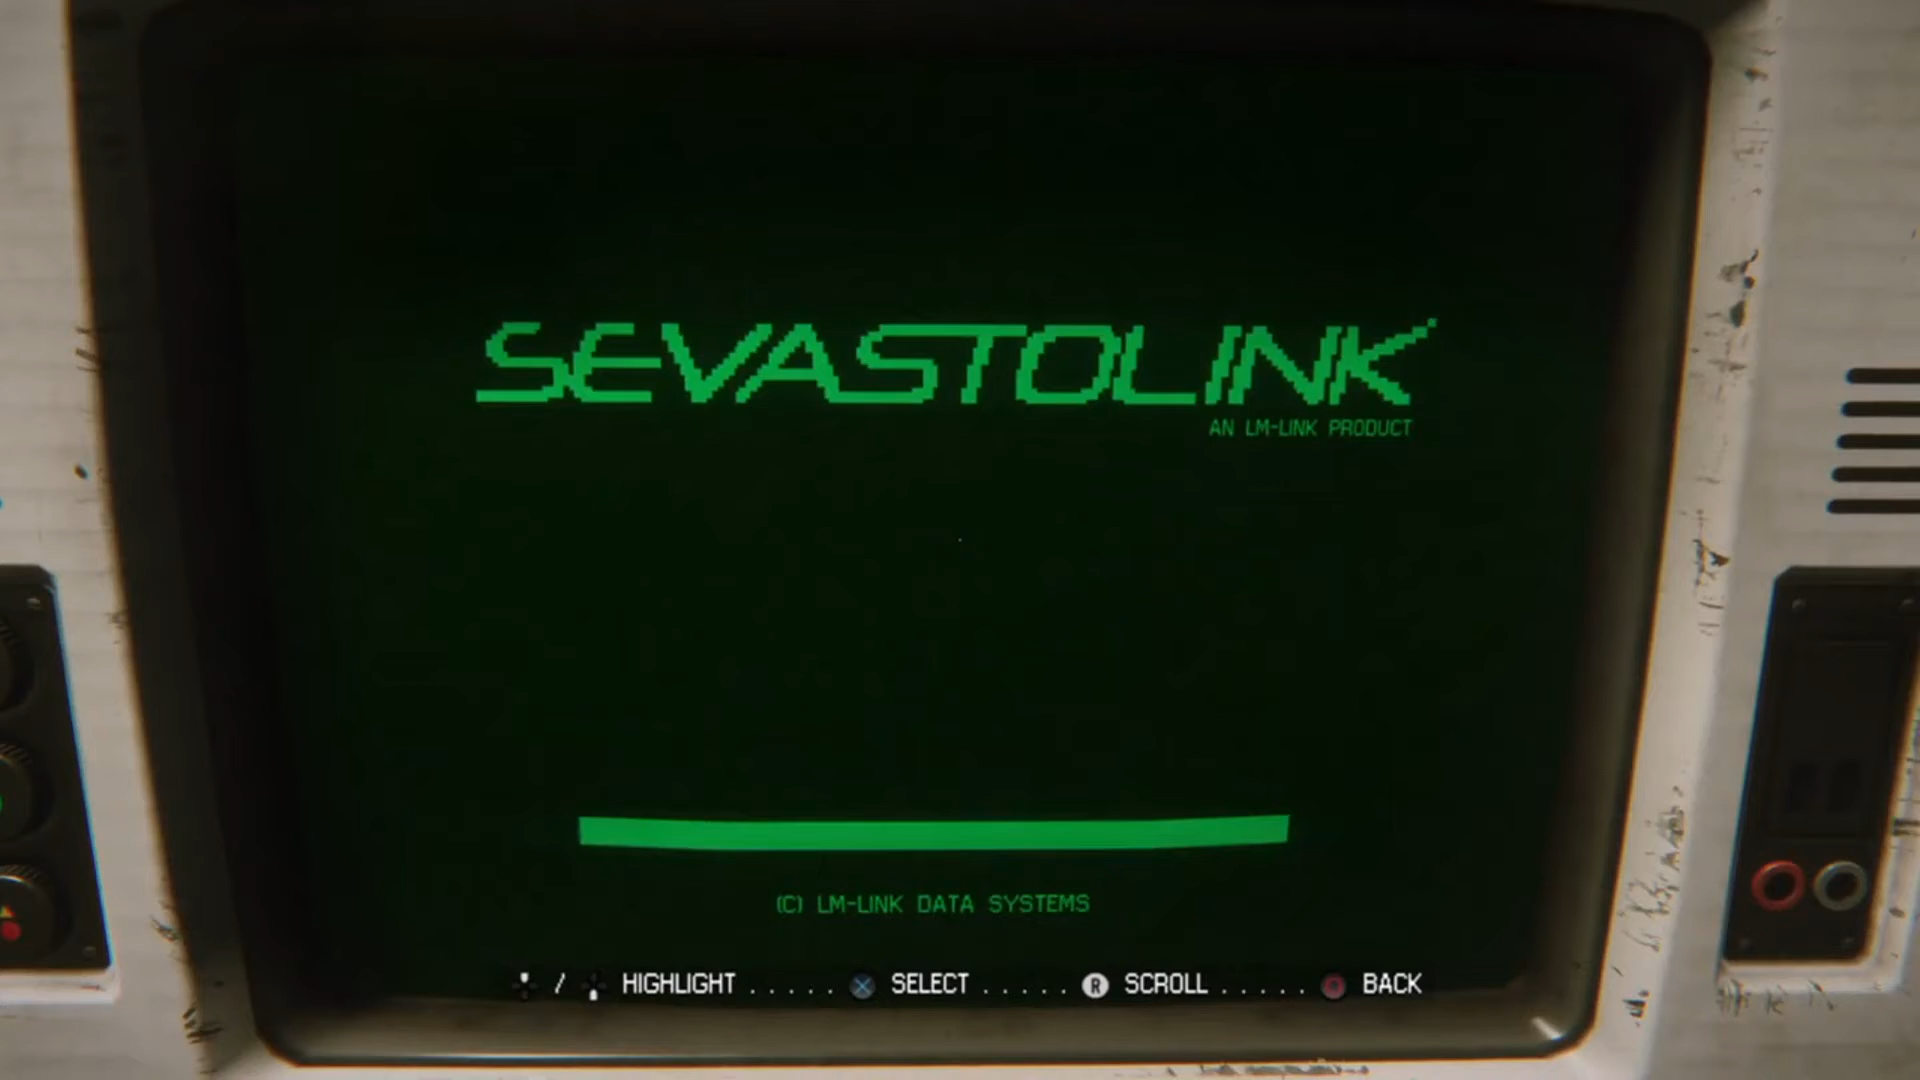 SEVASTOLINK
AN LM-LINK PRODUCT
(C) LM-LINK DATA SYSTEMS
/ HIGHLIGHT ..... SELECT ..... R SCROLL ..... BACK